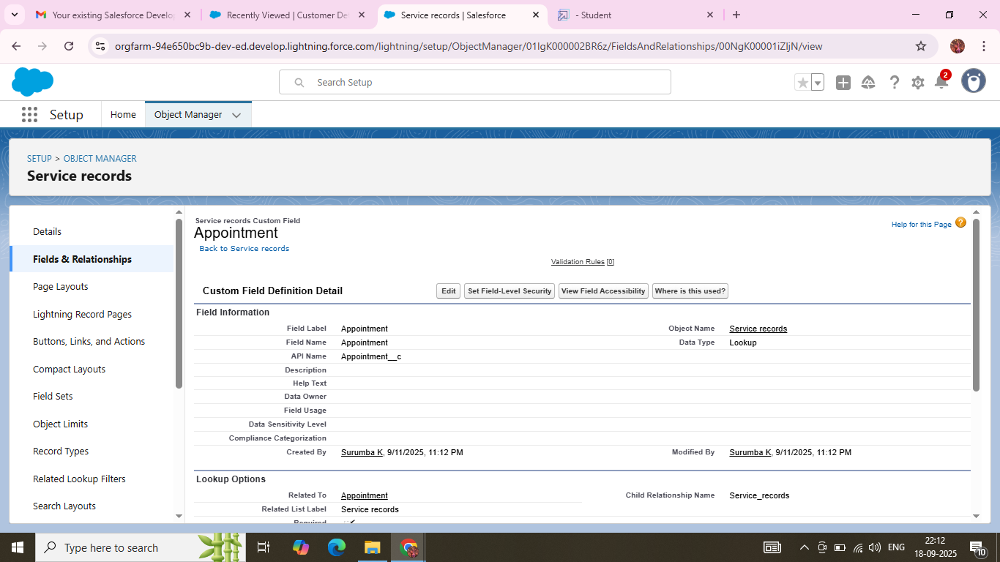 Your existing Salesforce Develo
Recently Viewed | Customer De
Service records | Salesforce
- Student
orgfarm-94e650bc9b-dev-ed.develop.lightning.force.com/lightning/setup/ObjectManager/01IgK000002BR6z/FieldsAndRelationships/00NgK00001iZljN/view
Search Setup
2
Setup
Home
Object Manager
SETUP > OBJECT MANAGER
Service records
Details
Fields & Relationships
Page Layouts
Lightning Record Pages
Buttons, Links, and Actions
Compact Layouts
Field Sets
Object Limits
Record Types
Related Lookup Filters
Search Layouts
Service records Custom Field
Appointment
Back to Service records
Help for this Page ?
Validation Rules [0]
Custom Field Definition Detail Edit Set Field-Level Security View Field Accessibility Where is this used?
Field Information
Field Label Appointment Object Name Service records
Field Name Appointment Data Type Lookup
API Name Appointment__c
Description
Help Text
Data Owner
Field Usage
Data Sensitivity Level
Compliance Categorization
Created By Surumba K, 9/11/2025, 11:12 PM Modified By Surumba K, 9/11/2025, 11:12 PM
Lookup Options
Related To Appointment Child Relationship Name Service_records
Related List Label Service records
Required
Type here to search
ENG
22:12
18-09-2025
10